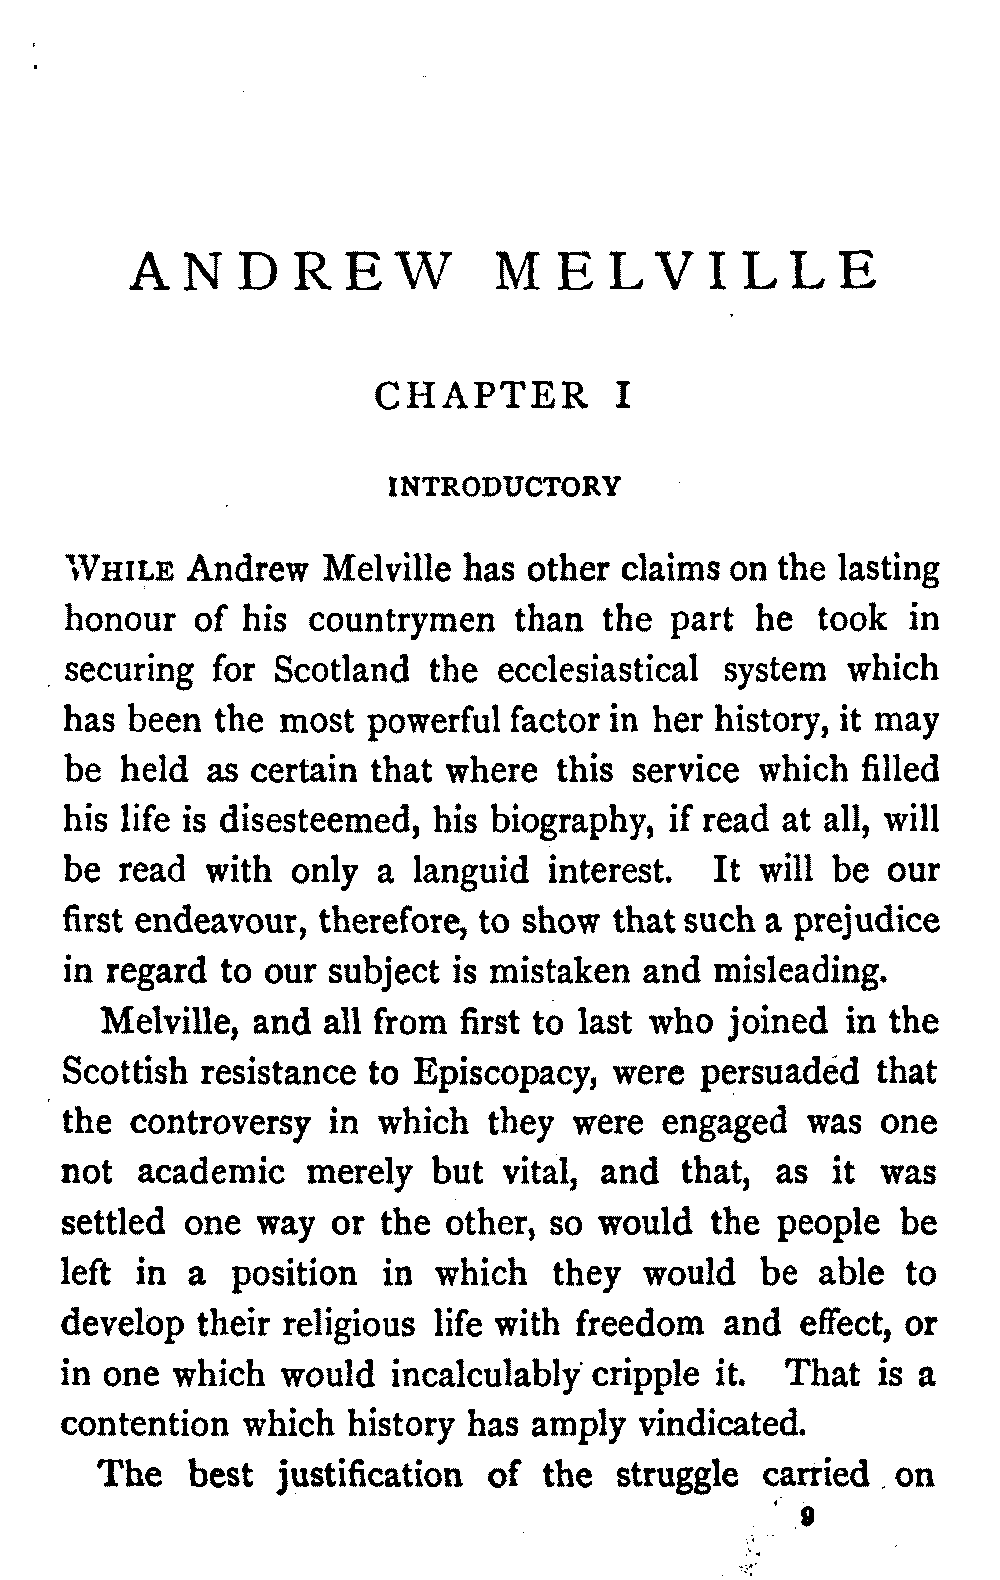 ANDREW MELVILLE
CHAPTER I
INTRODUCTORY
WHILE Andrew Melville has other claims on the lasting
honour of his countrymen than the part he took in
securing for Scotland the ecclesiastical system which
has been the most powerful factor in her history, it may
be held as certain that where this service which filled
his life is disesteemed, his biography, if read at all, will
be read with only a languid interest. It will be our
first endeavour, therefore, to show that such a prejudice
in regard to our subject is mistaken and misleading.
Melville, and all from first to last who joined in the
Scottish resistance to Episcopacy, were persuaded that
the controversy in which they were engaged was one
not academic merely but vital, and that, as it was
settled one way or the other, so would the people be
left in a position in which they would be able to
develop their religious life with freedom and effect, or
in one which would incalculably cripple it. That is a
contention which history has amply vindicated.
The best justification of the struggle carried on
9